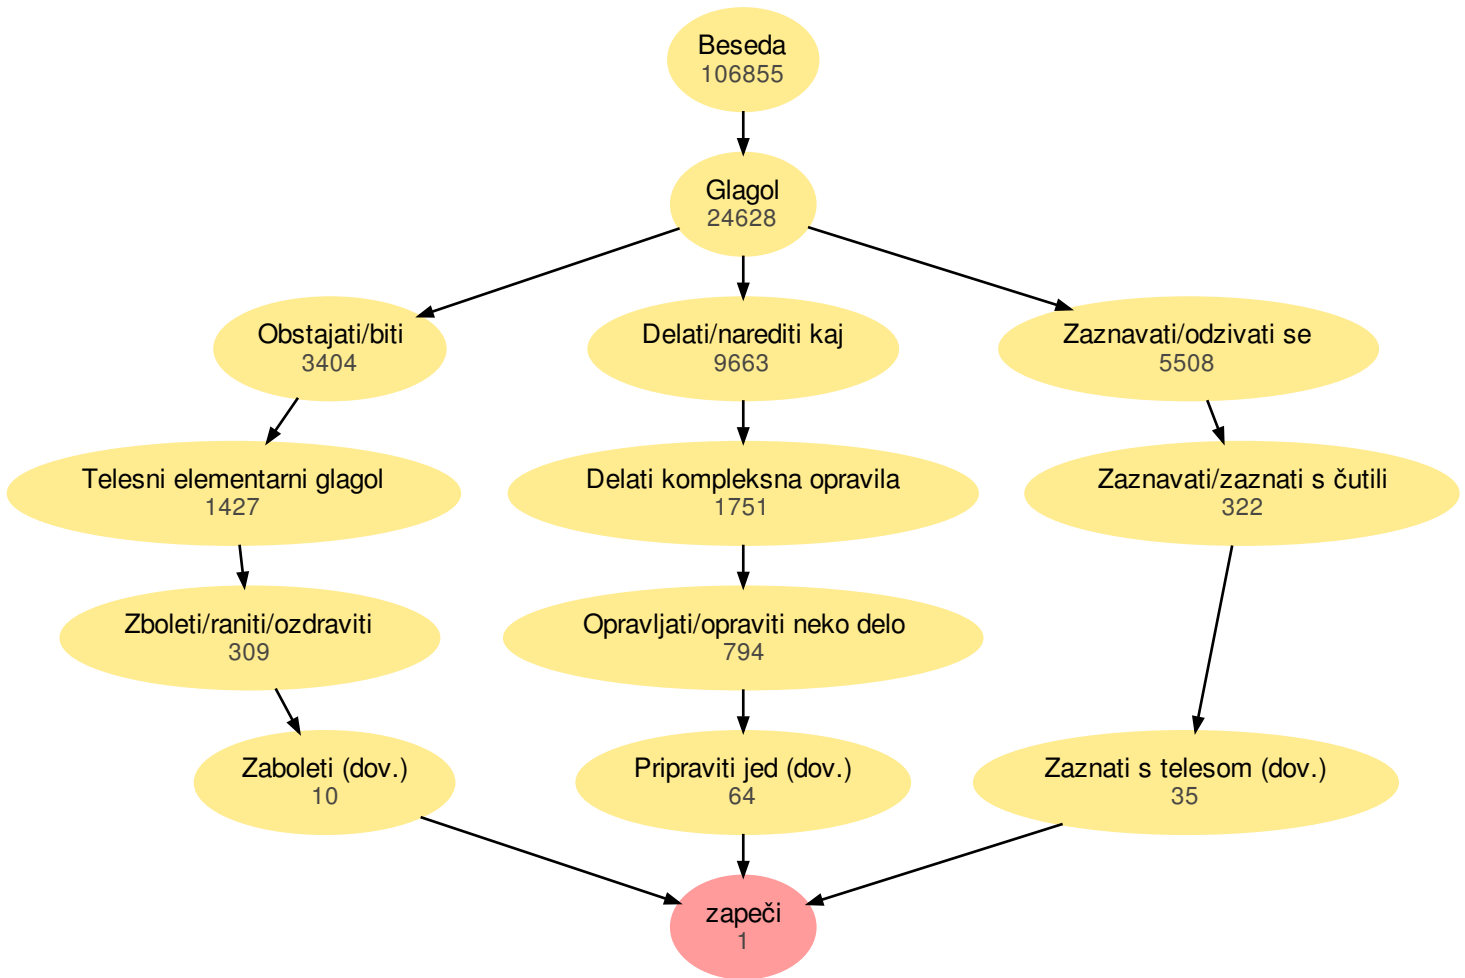 Beseda
106855
Glagol
24628
Obstajati/biti
3404
Delati/narediti kaj
9663
Zaznavati/odzivati se
5508
Telesni elementarni glagol
1427
Delati kompleksna opravila
1751
Zaznavati/zaznati s čutili
322
Zboleti/raniti/ozdraviti
309
Opravljati/opraviti neko delo
794
Zaboleti (dov.)
10
Pripraviti jed (dov.)
64
Zaznati s telesom (dov.)
35
zapeči
1